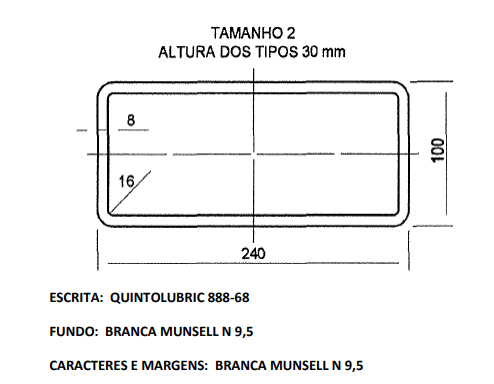 TAMANHO 2
ALTURA DOS TIPOS 30 mm
8
16
100
240
ESCRITA: QUINTOLUBRIC 888-68
FUNDO: BRANCA MUNSELL N 9,5
CARACTERES E MARGENS: BRANCA MUNSELL N 9,5